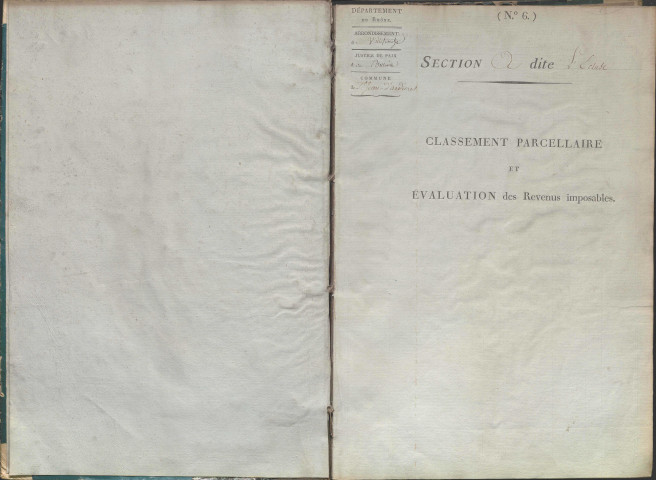 DÉPARTEMENT
DU RHÔNE.
ARRONDISSEMENT
JUSTICE DE PAIX
COMMUNE
(N.º 6.)
SECTION A dite
CLASSEMENT PARCELLAIRE
ET
ÉVALUATION des Revenus imposables.